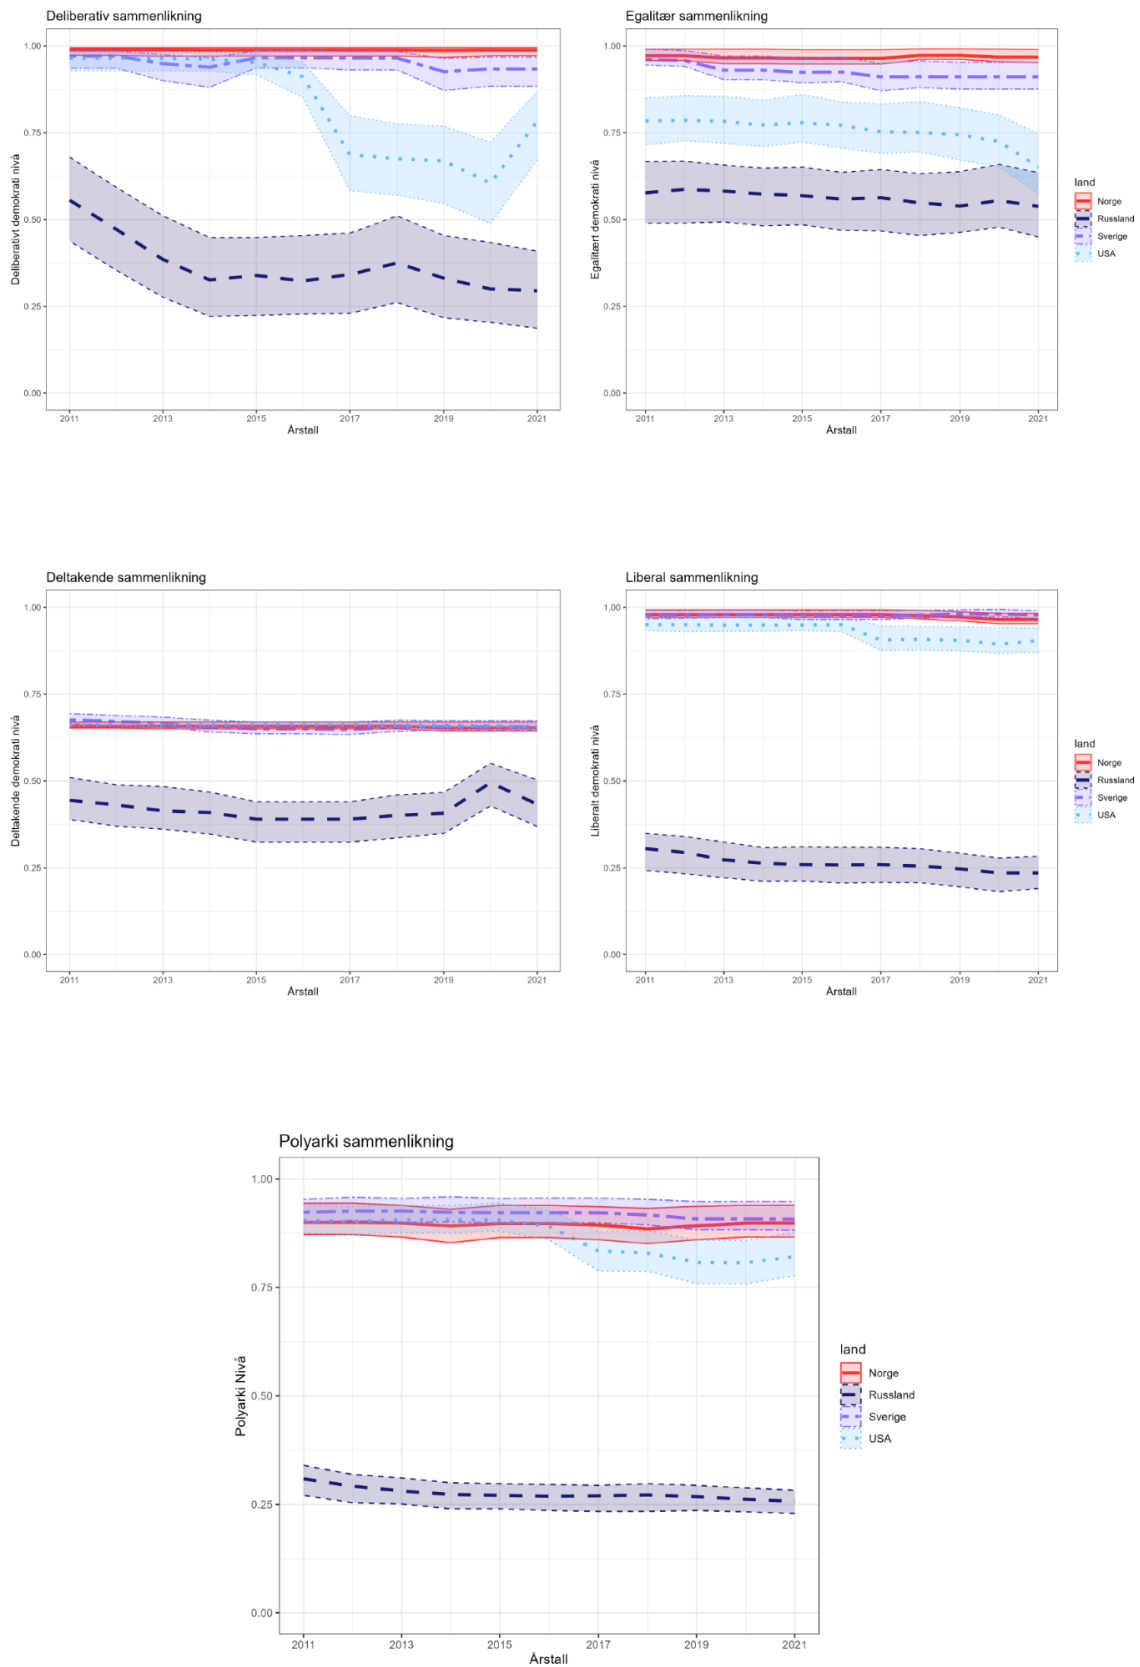 Deliberativ sammenlikning
Deliberativt demokrati nivå
1.00
0.75
0.50
0.25
0.00
2011 2013 2015 2017 2019 2021
Årstall
Egalitær sammenlikning
Egalitært demokrati nivå
1.00
0.75
0.50
0.25
0.00
2011 2013 2015 2017 2019 2021
Årstall
land
Norge
Russland
Sverige
USA
Deltakende sammenlikning
Deltakende demokrati nivå
1.00
0.75
0.50
0.25
0.00
2011 2013 2015 2017 2019 2021
Årstall
Liberal sammenlikning
Liberalt demokrati nivå
1.00
0.75
0.50
0.25
0.00
2011 2013 2015 2017 2019 2021
Årstall
land
Norge
Russland
Sverige
USA
Polyarki sammenlikning
Polyarki Nivå
1.00
0.75
0.50
0.25
0.00
2011 2013 2015 2017 2019 2021
Årstall
land
Norge
Russland
Sverige
USA